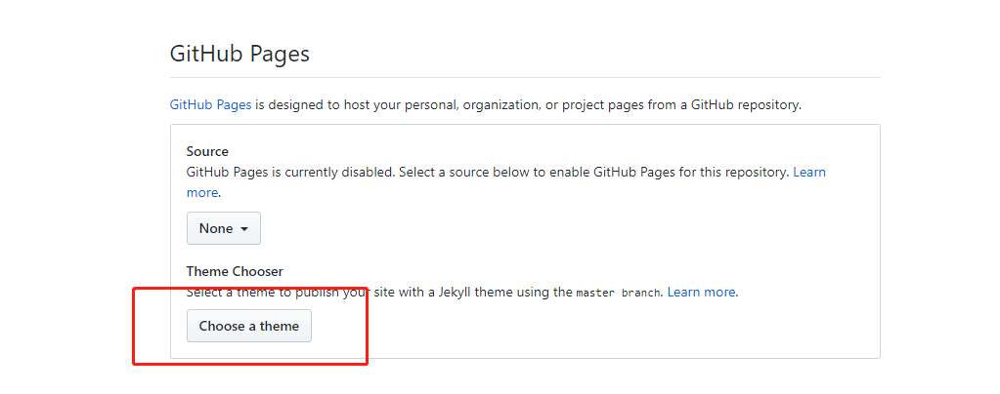 GitHub Pages
GitHub Pages is designed to host your personal, organization, or project pages from a GitHub repository.
Source
GitHub Pages is currently disabled. Select a source below to enable GitHub Pages for this repository. Learn
more.
None
Theme Chooser
Select a theme to publish your site with a Jekyll theme using the master branch. Learn more.
Choose a theme